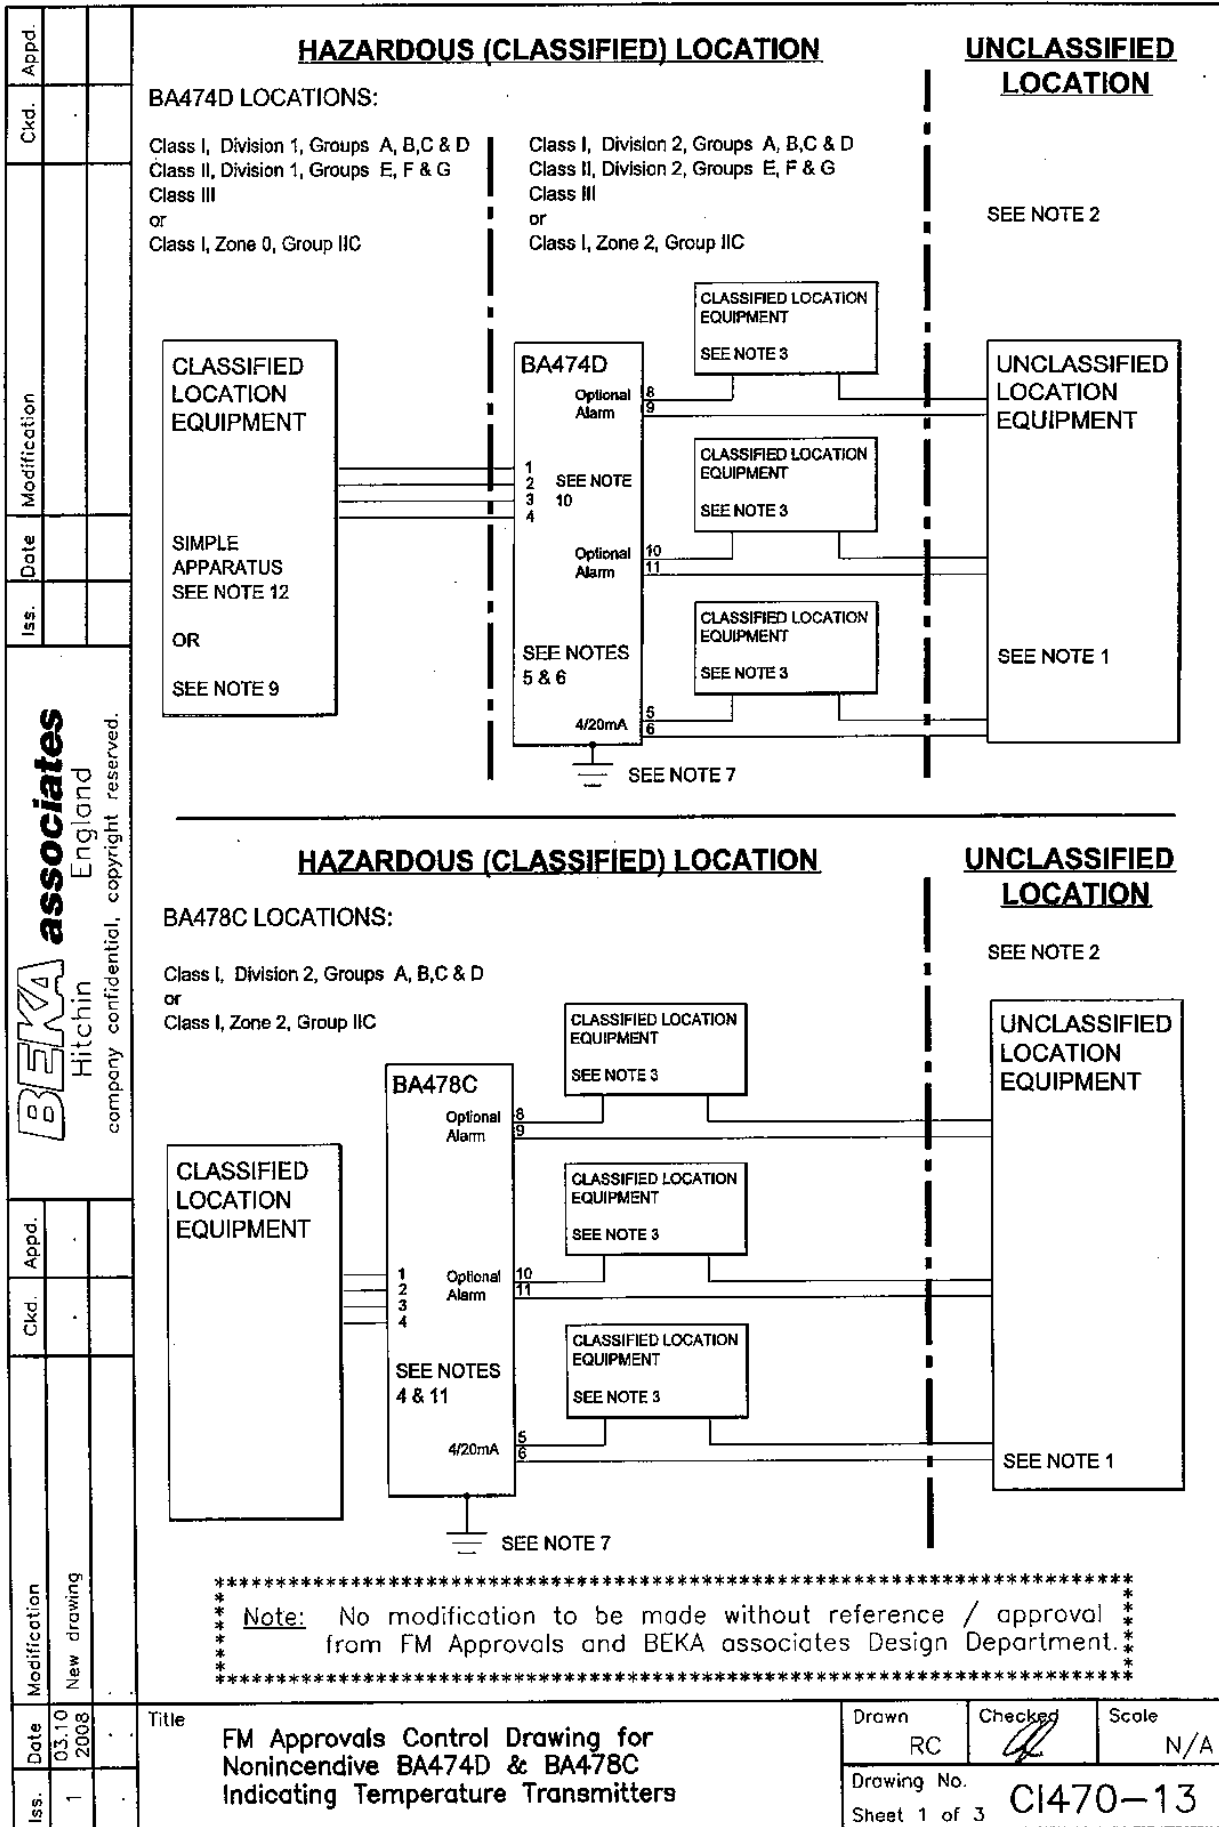 HAZARDOUS (CLASSIFIED) LOCATION
UNCLASSIFIED
LOCATION
BA474D LOCATIONS:
Class I, Division 1, Groups A, B,C & D
Class II, Division 1, Groups E, F & G
Class III
or
Class I, Zone 0, Group IIC
Class I, Division 2, Groups A, B,C & D
Class II, Division 2, Groups E, F & G
Class III
or
Class I, Zone 2, Group IIC
SEE NOTE 2
CLASSIFIED
LOCATION
EQUIPMENT
SIMPLE
APPARATUS
SEE NOTE 12
OR
SEE NOTE 9
BA474D
Optional
Alarm
8
9
1
2
3
4
SEE NOTE
10
Optional
Alarm
10
11
SEE NOTES
5 & 6
4/20mA
5
6
SEE NOTE 7
CLASSIFIED LOCATION
EQUIPMENT
SEE NOTE 3
CLASSIFIED LOCATION
EQUIPMENT
SEE NOTE 3
CLASSIFIED LOCATION
EQUIPMENT
SEE NOTE 3
UNCLASSIFIED
LOCATION
EQUIPMENT
SEE NOTE 1
HAZARDOUS (CLASSIFIED) LOCATION
UNCLASSIFIED
LOCATION
BA478C LOCATIONS:
SEE NOTE 2
Class I, Division 2, Groups A, B,C & D
or
Class I, Zone 2, Group IIC
CLASSIFIED
LOCATION
EQUIPMENT
BA478C
Optional
Alarm
8
9
1
2
3
4
Optional
Alarm
10
11
SEE NOTES
4 & 11
4/20mA
5
6
SEE NOTE 7
CLASSIFIED LOCATION
EQUIPMENT
SEE NOTE 3
CLASSIFIED LOCATION
EQUIPMENT
SEE NOTE 3
CLASSIFIED LOCATION
EQUIPMENT
SEE NOTE 3
UNCLASSIFIED
LOCATION
EQUIPMENT
SEE NOTE 1
Note: No modification to be made without reference / approval
from FM Approvals and BEKA associates Design Department.
Title
FM Approvals Control Drawing for
Nonincendive BA474D & BA478C
Indicating Temperature Transmitters
Drawn
RC
Checked
Scale
N/A
Drawing No.
Sheet 1 of 3
CI470-13
Iss. Date Modification Ckd. Appd.
BEKA associates
Hitchin England
company confidential, copyright reserved.
Iss. Date Modification Ckd. Appd.
1 03.10 New drawing
2008